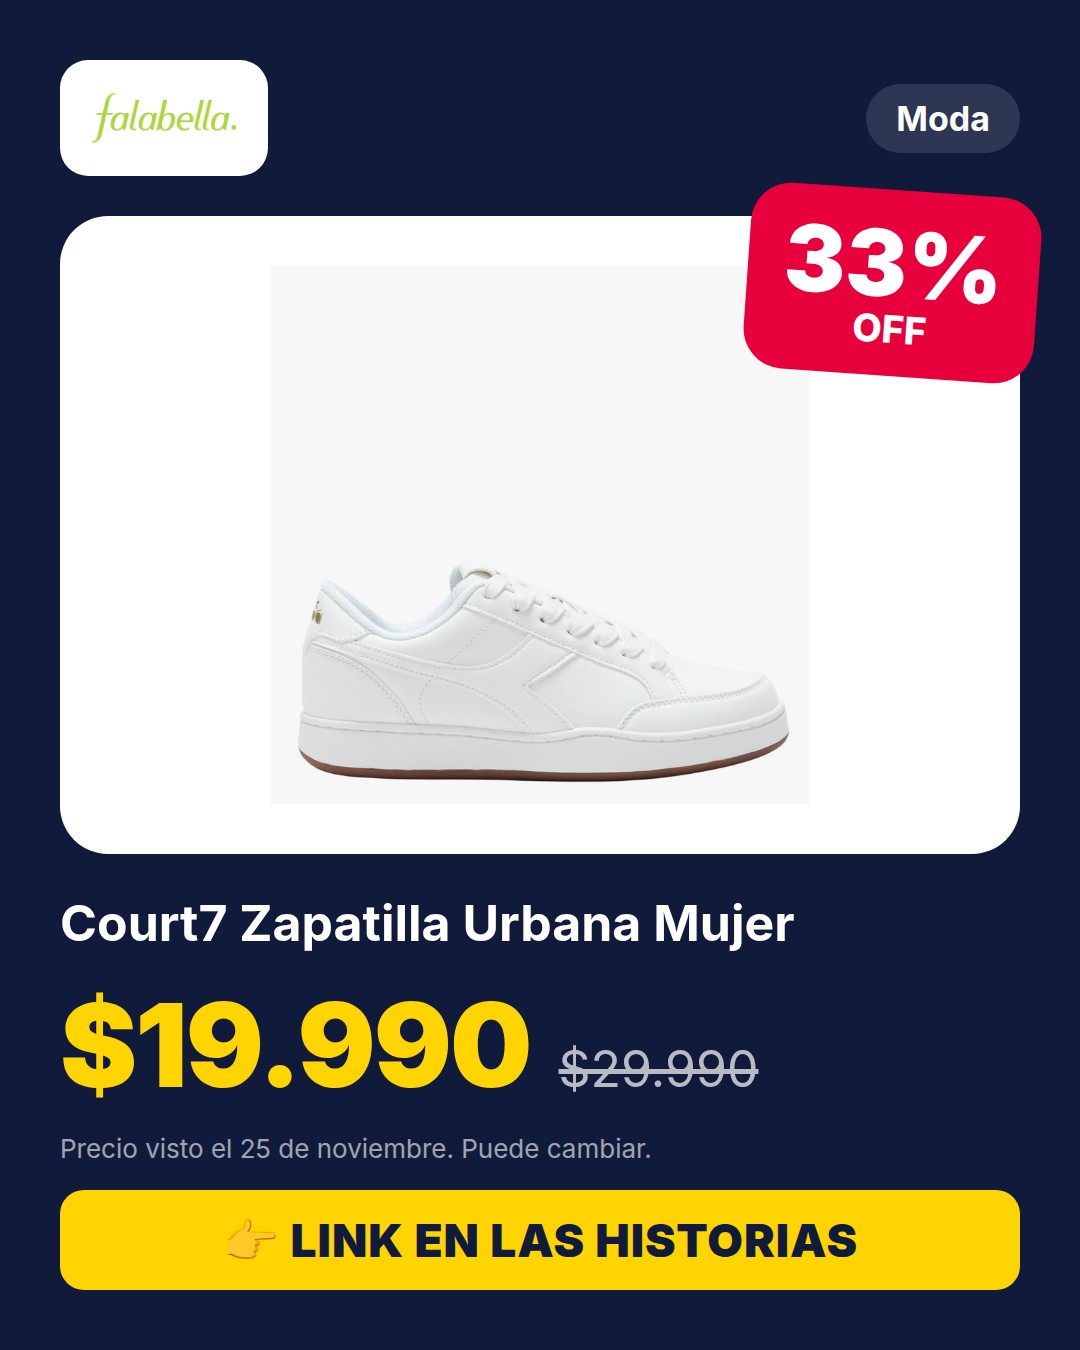 falabella.
Moda
33%
OFF
Court7 Zapatilla Urbana Mujer
$19.990 $29.990
Precio visto el 25 de noviembre. Puede cambiar.
👉 LINK EN LAS HISTORIAS